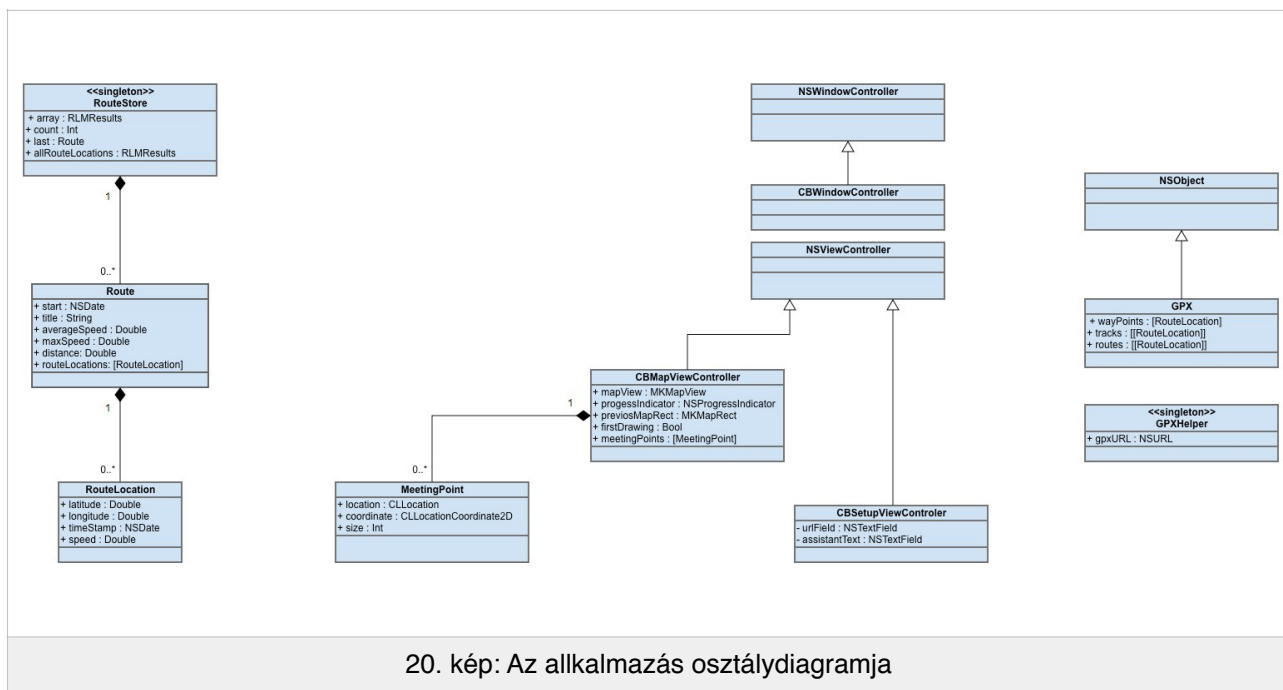 <<singleton>>
RouteStore
+ array : RLMResults
+ count : Int
+ last : Route
+ allRouteLocations : RLMResults
1
0..*
Route
+ start : NSDate
+ title : String
+ averageSpeed : Double
+ maxSpeed : Double
+ distance: Double
+ routeLocations: [RouteLocation]
1
0..*
RouteLocation
+ latitude : Double
+ longitude : Double
+ timeStamp : NSDate
+ speed : Double
NSWindowController
CBWindowController
NSViewController
CBMapViewController
+ mapView : MKMapView
+ progessIndicator : NSProgressIndicator
+ previosMapRect : MKMapRect
+ firstDrawing : Bool
+ meetingPoints : [MeetingPoint]
1
0..*
MeetingPoint
+ location : CLLocation
+ coordinate : CLLocationCoordinate2D
+ size : Int
CBSetupViewControler
- urlField : NSTextField
- assistantText : NSTextField
NSObject
GPX
+ wayPoints : [RouteLocation]
+ tracks : [[RouteLocation]]
+ routes : [[RouteLocation]]
<<singleton>>
GPXHelper
+ gpxURL : NSURL
20. kép: Az allkalmazás osztálydiagramja